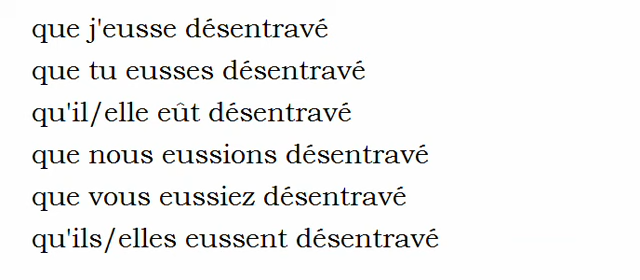 que j'eusse désentravé
que tu eusses désentravé
qu'il/elle eût désentravé
que nous eussions désentravé
que vous eussiez désentravé
qu'ils/elles eussent désentravé